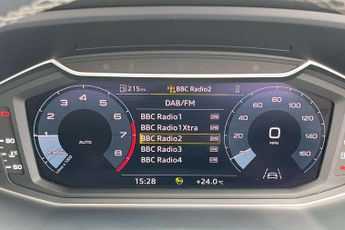 215mi BBC Radio2
DAB/FM
BBC Radio1
BBC Radio1Xtra
BBC Radio2
BBC Radio3
BBC Radio4
1 2 3 4 5 6 7 8
AUTO
0
MPH
20 40 60 80 100 120 140 160
15:28 +24.0°C